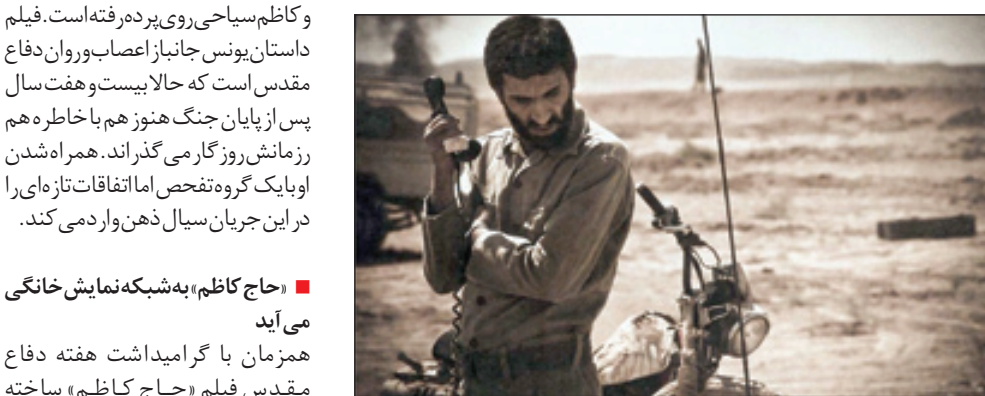 و کاظم سیاحی روی پرده رفته است. فیلم
داستان یونس جانباز اعصاب و روان دفاع
مقدس است که حالا بیست و هفت سال
پس از پایان جنگ هنوز هم با خاطره هم
رزمانش روزگار می گذراند. همراه شدن
او با یک گروه تفحص اما اتفاقات تازه ای را
در این جریان سیال ذهن وارد می کند.
■ «حاج کاظم» به شبکه نمایش خانگی
می آید
همزمان با گرامیداشت هفته دفاع
مقدس فیلم «حاج کاظم» ساخته